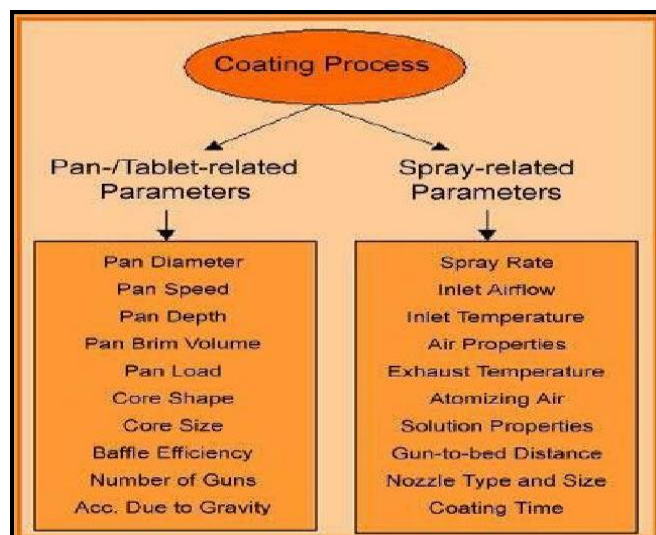 Coating Process
Pan-/Tablet-related
Parameters
Pan Diameter
Pan Speed
Pan Depth
Pan Brim Volume
Pan Load
Core Shape
Core Size
Baffle Efficiency
Number of Guns
Acc. Due to Gravity
Spray-related
Parameters
Spray Rate
Inlet Airflow
Inlet Temperature
Air Properties
Exhaust Temperature
Atomizing Air
Solution Properties
Gun-to-bed Distance
Nozzle Type and Size
Coating Time